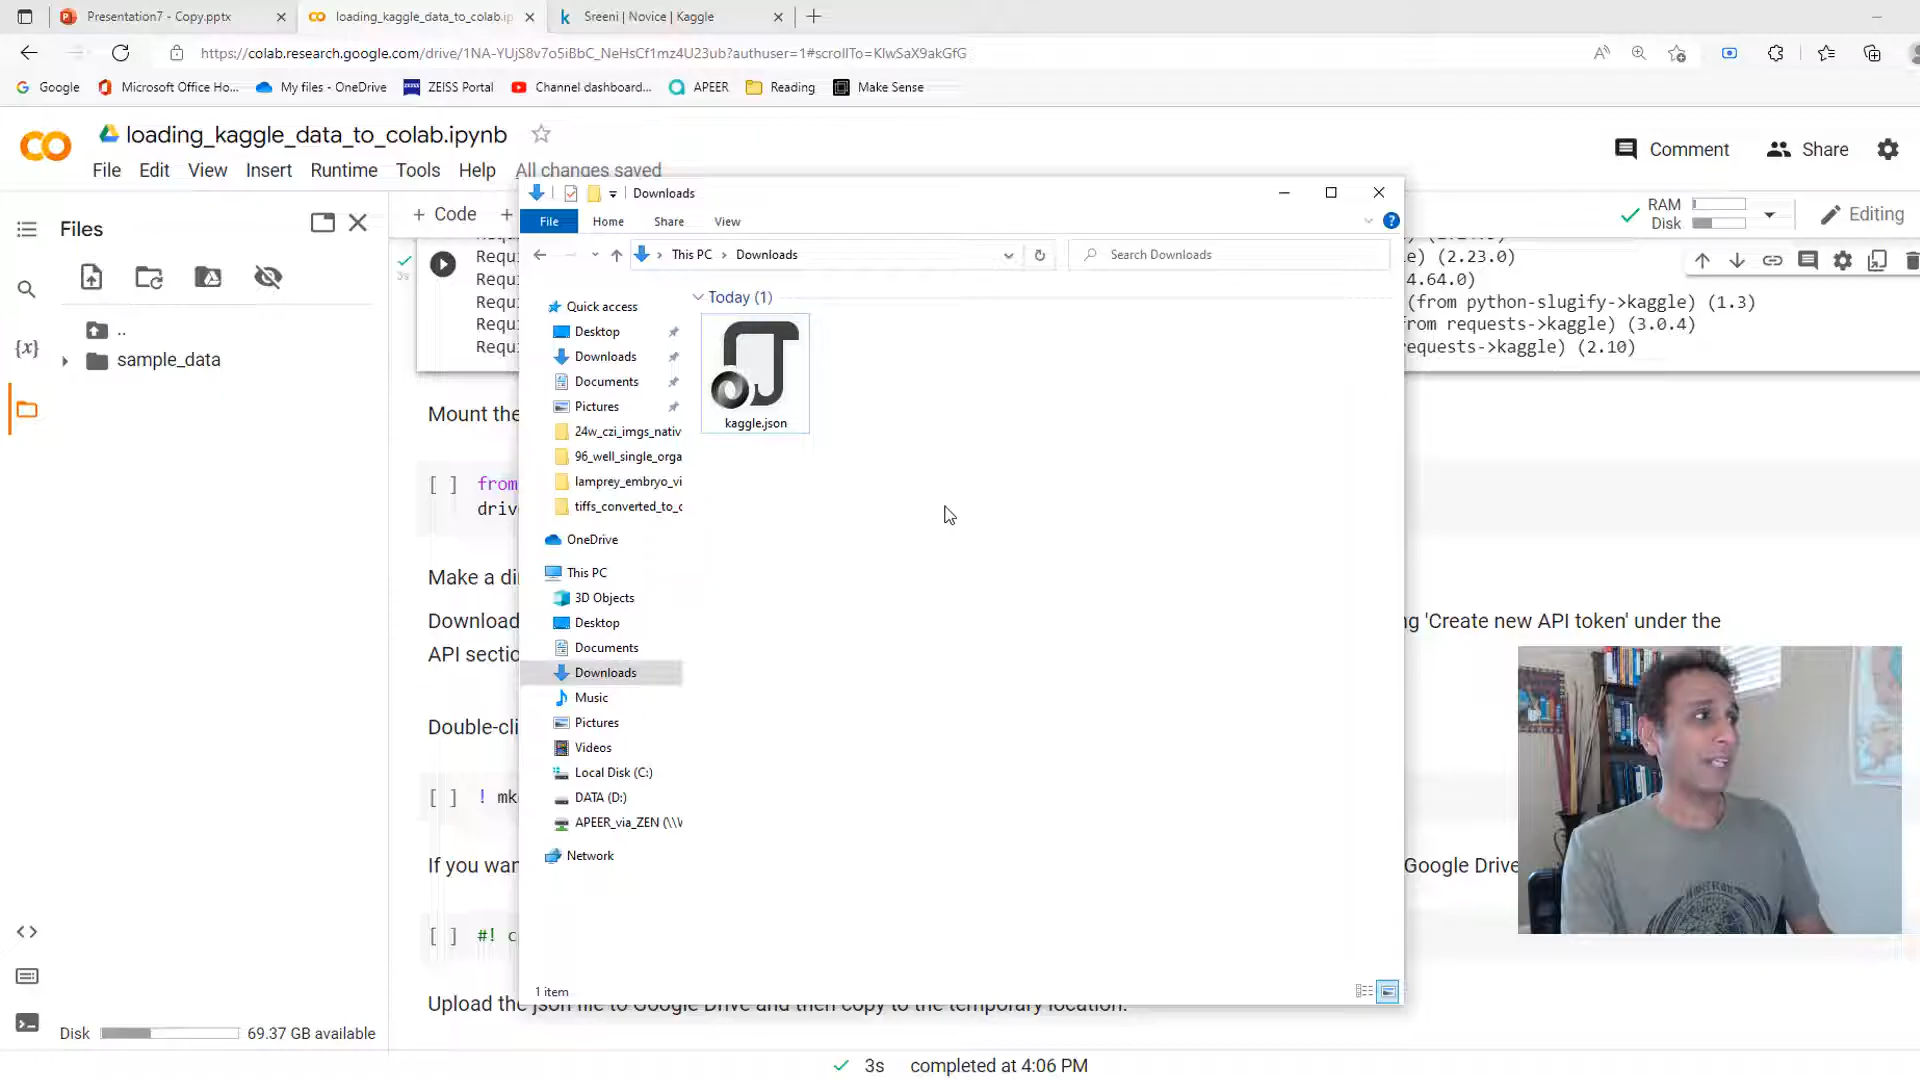 Presentation7 - Copy.pptx
loading_kaggle_data_to_colab.ip
Sreeni | Novice | Kaggle
https://colab.research.google.com/drive/1NA-YUjS8v7o5iBbC_NeHsCf1mz4U23ub?authuser=1#scrollTo=KlwSaX9akGfG
Google
Microsoft Office Ho...
My files - OneDrive
ZEISS Portal
Channel dashboard...
APEER
Reading
Make Sense
loading_kaggle_data_to_colab.ipynb
Comment
Share
File Edit View Insert Runtime Tools Help All changes saved
Files
+ Code +
RAM
Disk
Editing
..
sample_data
Disk 69.37 GB available
Downloads
File Home Share View
This PC > Downloads
Search Downloads
Quick access
Desktop
Downloads
Documents
Pictures
24w_czi_imgs_nativ
96_well_single_orga
lamprey_embryo_vi
tiffs_converted_to_c
OneDrive
This PC
3D Objects
Desktop
Documents
Downloads
Music
Pictures
Videos
Local Disk (C:)
DATA (D:)
APEER_via_ZEN (\\V
Network
Today (1)
kaggle.json
1 item
Requi e) (2.23.0)
Requi 4.64.0)
Requi (from python-slugify->kaggle) (1.3)
Requi rom requests->kaggle) (3.0.4)
Requi equests->kaggle) (2.10)
Mount the
[ ] from
driv
Make a di
Download g 'Create new API token' under the
API sectio
Double-cli
[ ] ! mk
If you wan Google Drive
[ ] #! c
Upload the json file to Google Drive and then copy to the temporary location.
3s completed at 4:06 PM